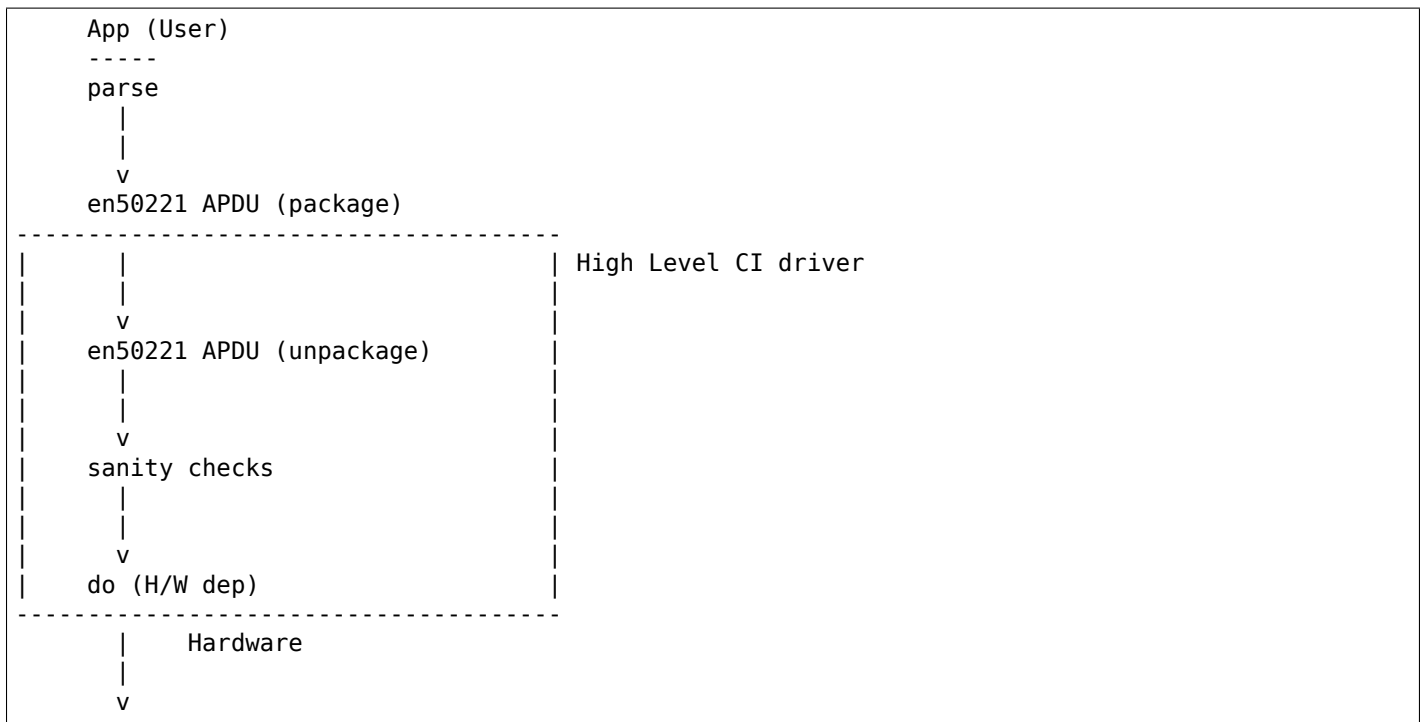 App (User)
     -----
     parse
       |
       |
       v
     en50221 APDU (package)
--------------------------------------
|      |                              | High Level CI driver
|      |                              |
|      v                              |
|    en50221 APDU (unpackage)         |
|      |                              |
|      |                              |
|      v                              |
|    sanity checks                    |
|      |                              |
|      |                              |
|      v                              |
|    do (H/W dep)                     |
--------------------------------------
       |    Hardware
       |
       v